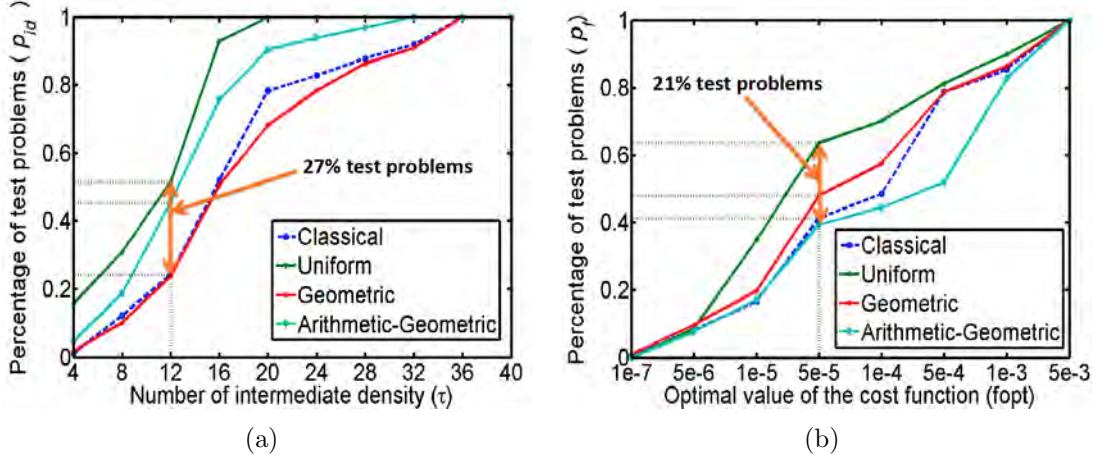 Percentage of test problems ( p_id )
1
0.8
0.6
0.4
0.2
0
4 8 12 16 20 24 28 32 36 40
Number of intermediate density (τ)
27% test problems
Classical
Uniform
Geometric
Arithmetic-Geometric
(a)
Percentage of test problems ( p_f )
1
0.8
0.6
0.4
0.2
0
1e-7 5e-6 1e-5 5e-5 1e-4 5e-4 1e-3 5e-3
Optimal value of the cost function (fopt)
21% test problems
Classical
Uniform
Geometric
Arithmetic-Geometric
(b)